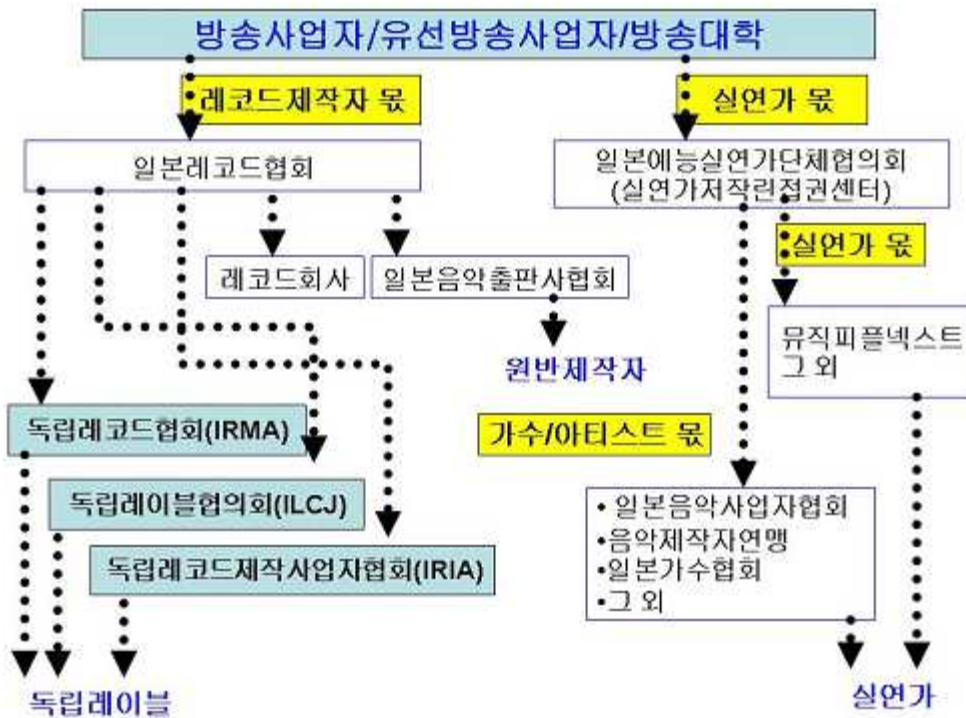 방송사업자/유선방송사업자/방송대학
레코드제작자 몫
실연가 몫
일본레코드협회
일본예능실연가단체협의회
(실연가저작린접권센터)
실연가 몫
레코드회사
일본음악출판사협회
뮤직피플넥스트
그 외
원반제작자
독립레코드협회(IRMA)
가수/아티스트 몫
독립레이블협의회(ILCJ)
• 일본음악사업자협회
•음악제작자연맹
•일본가수협회
•그 외
독립레코드제작사업자협회(IRIA)
독립레이블
실연가